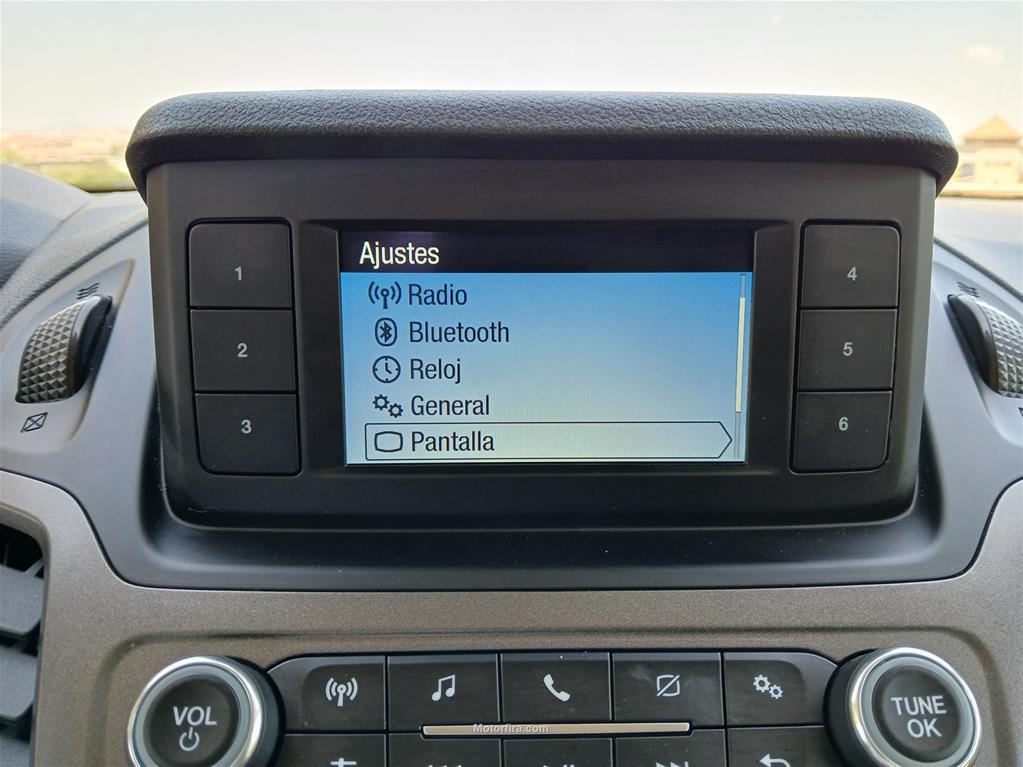 Ajustes
1
Radio
4
Bluetooth
2
Reloj
5
General
3
Pantalla
6
VOL
TUNE
OK
Motorfira.com